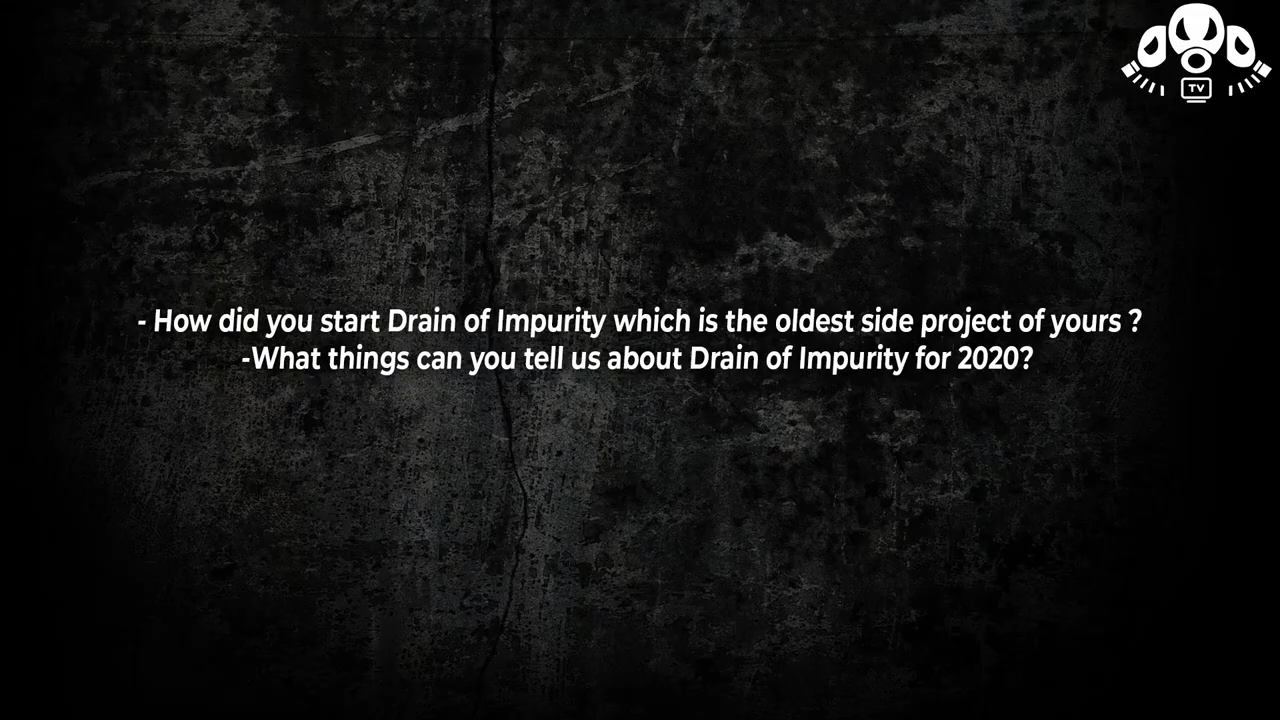 TV
- How did you start Drain of Impurity which is the oldest side project of yours ?
-What things can you tell us about Drain of Impurity for 2020?